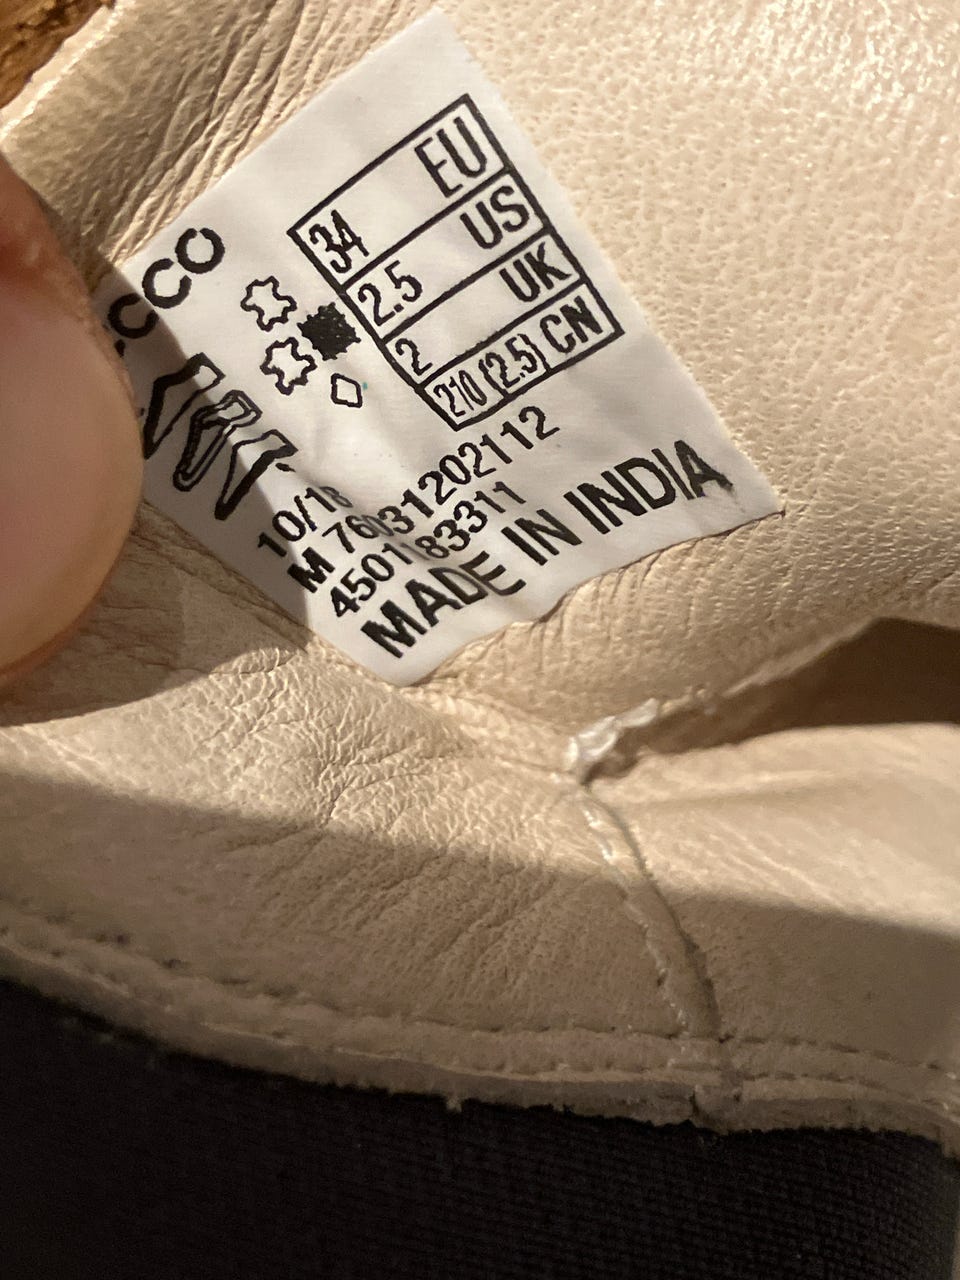 ECCO
34 EU
2.5 US
2 UK
210 (2.5) CN
10/18
M 76031202112
4501183311
MADE IN INDIA